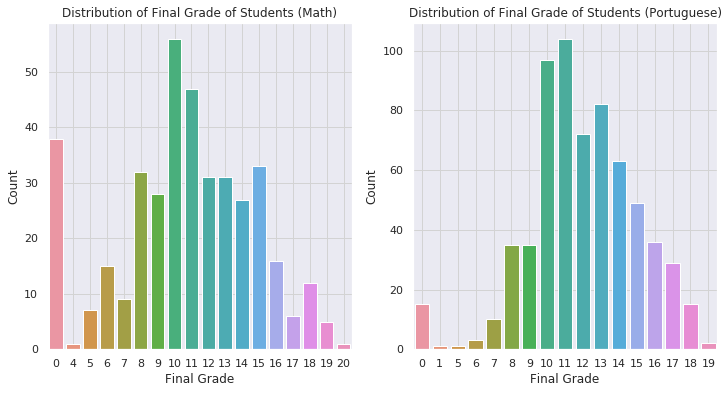 Distribution of Final Grade of Students (Math)
Count
50
40
30
20
10
0
0 4 5 6 7 8 9 10 11 12 13 14 15 16 17 18 19 20
Final Grade
Distribution of Final Grade of Students (Portuguese)
Count
100
80
60
40
20
0
0 1 5 6 7 8 9 10 11 12 13 14 15 16 17 18 19
Final Grade